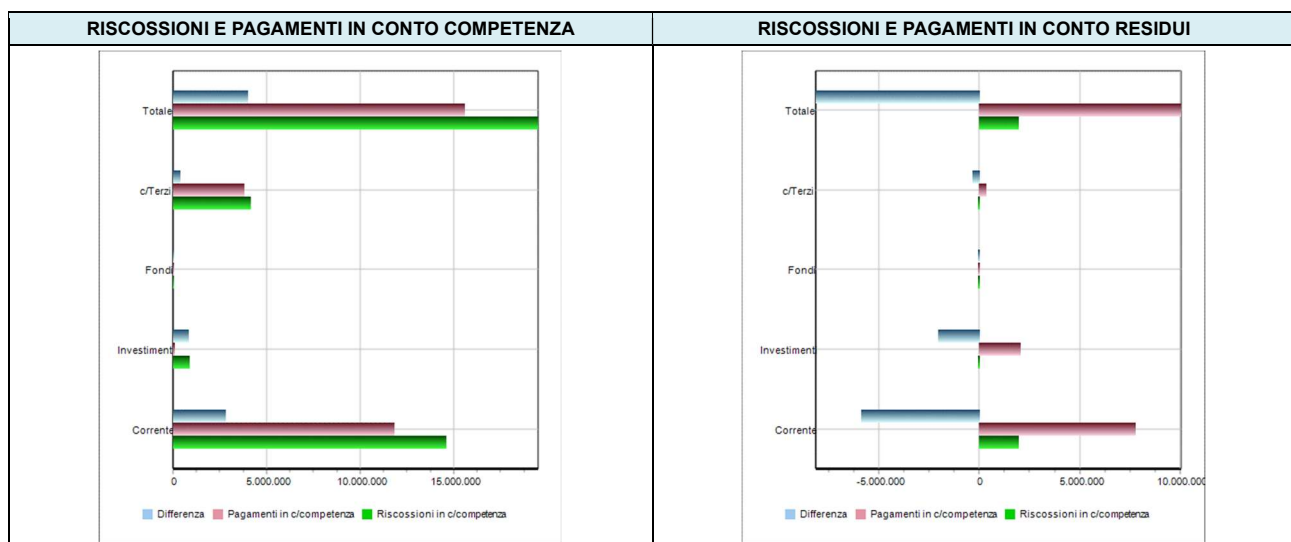 RISCOSSIONI E PAGAMENTI IN CONTO COMPETENZA
Totale
c/Terzi
Fondi
Investimenti
Corrente
0 5.000.000 10.000.000 15.000.000
Differenza Pagamenti in c/competenza Riscossioni in c/competenza
RISCOSSIONI E PAGAMENTI IN CONTO RESIDUI
Totale
c/Terzi
Fondi
Investimenti
Corrente
-5.000.000 0 5.000.000 10.000.000
Differenza Pagamenti in c/competenza Riscossioni in c/competenza